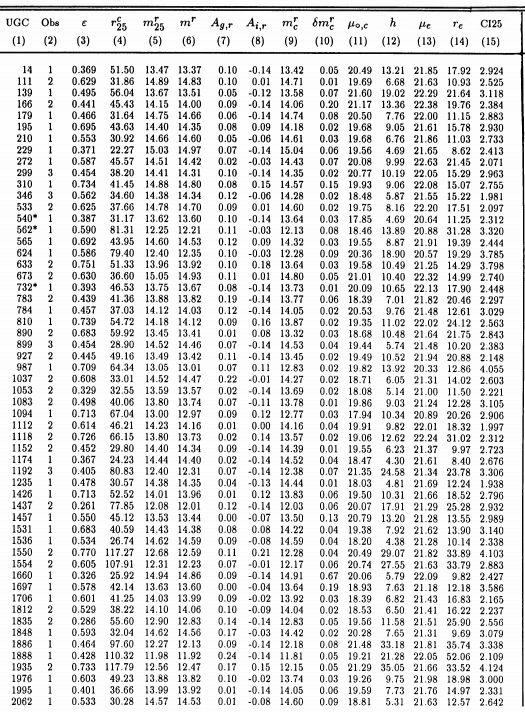 UGC Obs ε r^c_25 m^r_25 m^r A_g,r A_i,r m^r_c δm^r_c μ_o,c h μ_e r_e CI25
(1) (2) (3) (4) (5) (6) (7) (8) (9) (10) (11) (12) (13) (14) (15)
14 1 0.369 51.50 13.47 13.37 0.10 -0.14 13.42 0.05 20.49 13.21 21.85 17.92 2.924
111 2 0.629 31.86 14.89 14.83 0.10 0.01 14.71 0.01 19.69 6.68 21.63 10.93 2.525
139 1 0.495 56.04 13.67 13.51 0.05 -0.12 13.58 0.07 21.60 19.02 22.29 21.64 3.118
166 2 0.441 45.43 14.15 14.00 0.09 -0.14 14.06 0.20 21.17 13.36 22.38 19.76 2.384
179 1 0.466 31.64 14.75 14.66 0.06 -0.14 14.74 0.08 20.50 7.76 22.00 11.15 2.883
195 1 0.695 43.63 14.40 14.35 0.08 0.09 14.18 0.02 19.68 9.05 21.61 15.78 2.930
210 1 0.553 30.92 14.66 14.60 0.05 -0.06 14.61 0.03 19.68 6.76 21.86 11.03 2.733
229 1 0.371 22.27 15.03 14.97 0.07 -0.14 15.04 0.06 19.56 4.69 21.65 8.62 2.413
272 1 0.587 45.57 14.51 14.42 0.02 -0.03 14.43 0.07 20.08 9.99 22.63 21.45 2.071
299 3 0.454 38.20 14.41 14.31 0.10 -0.14 14.35 0.02 20.77 10.19 22.05 15.29 2.963
310 1 0.734 41.45 14.88 14.80 0.08 0.15 14.57 0.15 19.93 9.06 22.08 15.07 2.755
346 3 0.562 34.60 14.38 14.34 0.12 -0.06 14.28 0.02 18.48 5.87 21.55 15.22 1.981
533 2 0.625 37.66 14.78 14.70 0.09 0.01 14.60 0.02 19.75 8.16 22.20 17.51 2.097
540* 1 0.387 31.17 13.62 13.60 0.10 -0.14 13.64 0.03 17.85 4.69 20.64 11.25 2.312
562* 1 0.590 81.31 12.25 12.21 0.11 -0.03 12.13 0.08 18.46 13.89 20.88 31.28 3.320
565 1 0.692 43.95 14.60 14.53 0.12 0.09 14.32 0.03 19.55 8.87 21.91 19.39 2.444
624 1 0.586 79.40 12.40 12.35 0.10 -0.03 12.28 0.09 20.36 18.90 20.57 19.29 3.785
633 2 0.751 51.33 13.96 13.92 0.10 0.18 13.64 0.03 19.58 10.49 21.25 14.29 3.798
673 2 0.630 36.60 15.05 14.93 0.11 0.01 14.80 0.05 21.01 10.40 22.32 14.99 2.740
732* 1 0.393 46.53 13.75 13.67 0.08 -0.14 13.73 0.01 20.09 10.65 22.13 17.90 2.448
783 2 0.439 41.36 13.88 13.82 0.19 -0.14 13.77 0.06 18.39 7.01 21.82 20.46 2.297
784 1 0.457 37.03 14.12 14.03 0.12 -0.14 14.05 0.02 20.53 9.76 21.48 12.61 3.029
810 1 0.739 54.72 14.18 14.12 0.09 0.16 13.87 0.02 19.35 11.02 22.02 24.12 2.563
890 2 0.683 59.92 13.45 13.41 0.01 0.08 13.32 0.03 18.68 10.48 21.64 21.75 2.843
899 3 0.454 28.90 14.52 14.46 0.07 -0.14 14.53 0.04 19.44 5.74 21.48 10.20 2.383
927 2 0.445 49.16 13.49 13.42 0.11 -0.14 13.45 0.02 19.49 10.52 21.94 20.88 2.148
987 1 0.709 64.34 13.05 13.01 0.07 0.11 12.83 0.02 19.82 13.92 20.33 12.86 4.055
1037 2 0.608 33.01 14.52 14.47 0.22 -0.01 14.27 0.02 18.71 6.05 21.31 14.02 2.603
1053 2 0.329 32.55 13.59 13.57 0.02 -0.14 13.69 0.02 18.08 5.14 21.00 11.50 2.221
1083 2 0.498 40.06 13.80 13.74 0.07 -0.11 13.78 0.01 19.86 9.03 21.24 12.28 3.105
1094 1 0.713 67.04 13.00 12.97 0.09 0.12 12.77 0.03 17.94 10.34 20.89 20.26 2.906
1112 2 0.614 46.21 14.23 14.16 0.01 0.00 14.16 0.04 19.91 9.82 22.01 18.32 1.997
1118 2 0.726 66.15 13.80 13.73 0.02 0.14 13.57 0.02 19.06 12.62 22.24 31.02 2.312
1152 2 0.452 29.80 14.40 14.34 0.09 -0.14 14.39 0.01 19.55 6.23 21.37 9.97 2.723
1174 1 0.367 24.23 14.44 14.40 0.02 -0.14 14.52 0.04 18.47 4.30 21.61 8.40 2.676
1192 3 0.405 80.83 12.40 12.31 0.07 -0.14 12.38 0.07 21.35 24.58 21.34 23.78 3.306
1235 1 0.478 30.57 14.38 14.35 0.04 -0.13 14.44 0.01 18.03 4.81 21.69 12.24 1.938
1426 1 0.713 52.52 14.01 13.96 0.01 0.12 13.83 0.06 19.50 10.31 21.66 18.52 2.796
1437 2 0.261 77.85 12.08 12.01 0.12 -0.14 12.03 0.06 20.07 17.91 21.29 25.28 2.932
1457 1 0.550 45.12 13.53 13.44 0.00 -0.07 13.50 0.13 20.79 13.20 21.28 13.55 2.989
1531 1 0.683 40.59 14.43 14.38 0.08 0.08 14.22 0.04 19.38 7.92 21.62 13.90 3.140
1536 1 0.534 26.74 14.62 14.59 0.09 -0.08 14.59 0.04 18.20 4.38 21.28 10.14 2.338
1550 2 0.770 117.27 12.68 12.59 0.11 0.21 12.28 0.04 20.49 29.07 21.82 33.89 4.103
1554 2 0.605 107.91 12.31 12.23 0.07 -0.01 12.17 0.06 20.74 27.55 21.63 33.79 2.883
1660 1 0.326 25.92 14.94 14.86 0.09 -0.14 14.91 0.67 20.06 5.79 22.09 9.82 2.427
1697 1 0.578 42.14 13.63 13.60 0.00 -0.04 13.64 0.19 18.93 7.63 21.18 12.18 3.586
1706 1 0.601 41.25 14.03 13.99 0.09 -0.02 13.92 0.03 18.39 6.82 21.43 16.83 2.165
1812 2 0.529 38.22 14.10 14.06 0.10 -0.09 14.04 0.02 18.53 6.50 21.41 16.22 2.237
1835 2 0.286 55.60 12.90 12.83 0.14 -0.14 12.83 0.05 19.56 11.58 21.51 25.90 2.556
1848 1 0.593 32.04 14.62 14.56 0.17 -0.03 14.42 0.02 20.28 7.65 21.31 9.69 3.079
1886 1 0.464 97.60 12.27 12.13 0.09 -0.14 12.18 0.08 21.48 33.18 21.81 35.74 3.338
1888 1 0.428 110.32 11.98 11.92 0.24 -0.14 11.81 0.05 19.21 21.28 22.05 52.06 2.109
1935 2 0.733 117.79 12.56 12.47 0.17 0.15 12.15 0.05 21.29 35.05 21.66 33.52 4.124
1976 1 0.603 49.23 13.88 13.82 0.10 -0.02 13.74 0.03 19.26 9.75 21.98 18.98 3.000
1995 1 0.401 36.66 13.99 13.92 0.01 -0.14 14.05 0.06 19.59 7.73 21.76 14.97 2.331
2062 1 0.533 30.28 14.57 14.53 0.01 -0.08 14.60 0.09 18.81 5.31 21.63 12.57 2.642